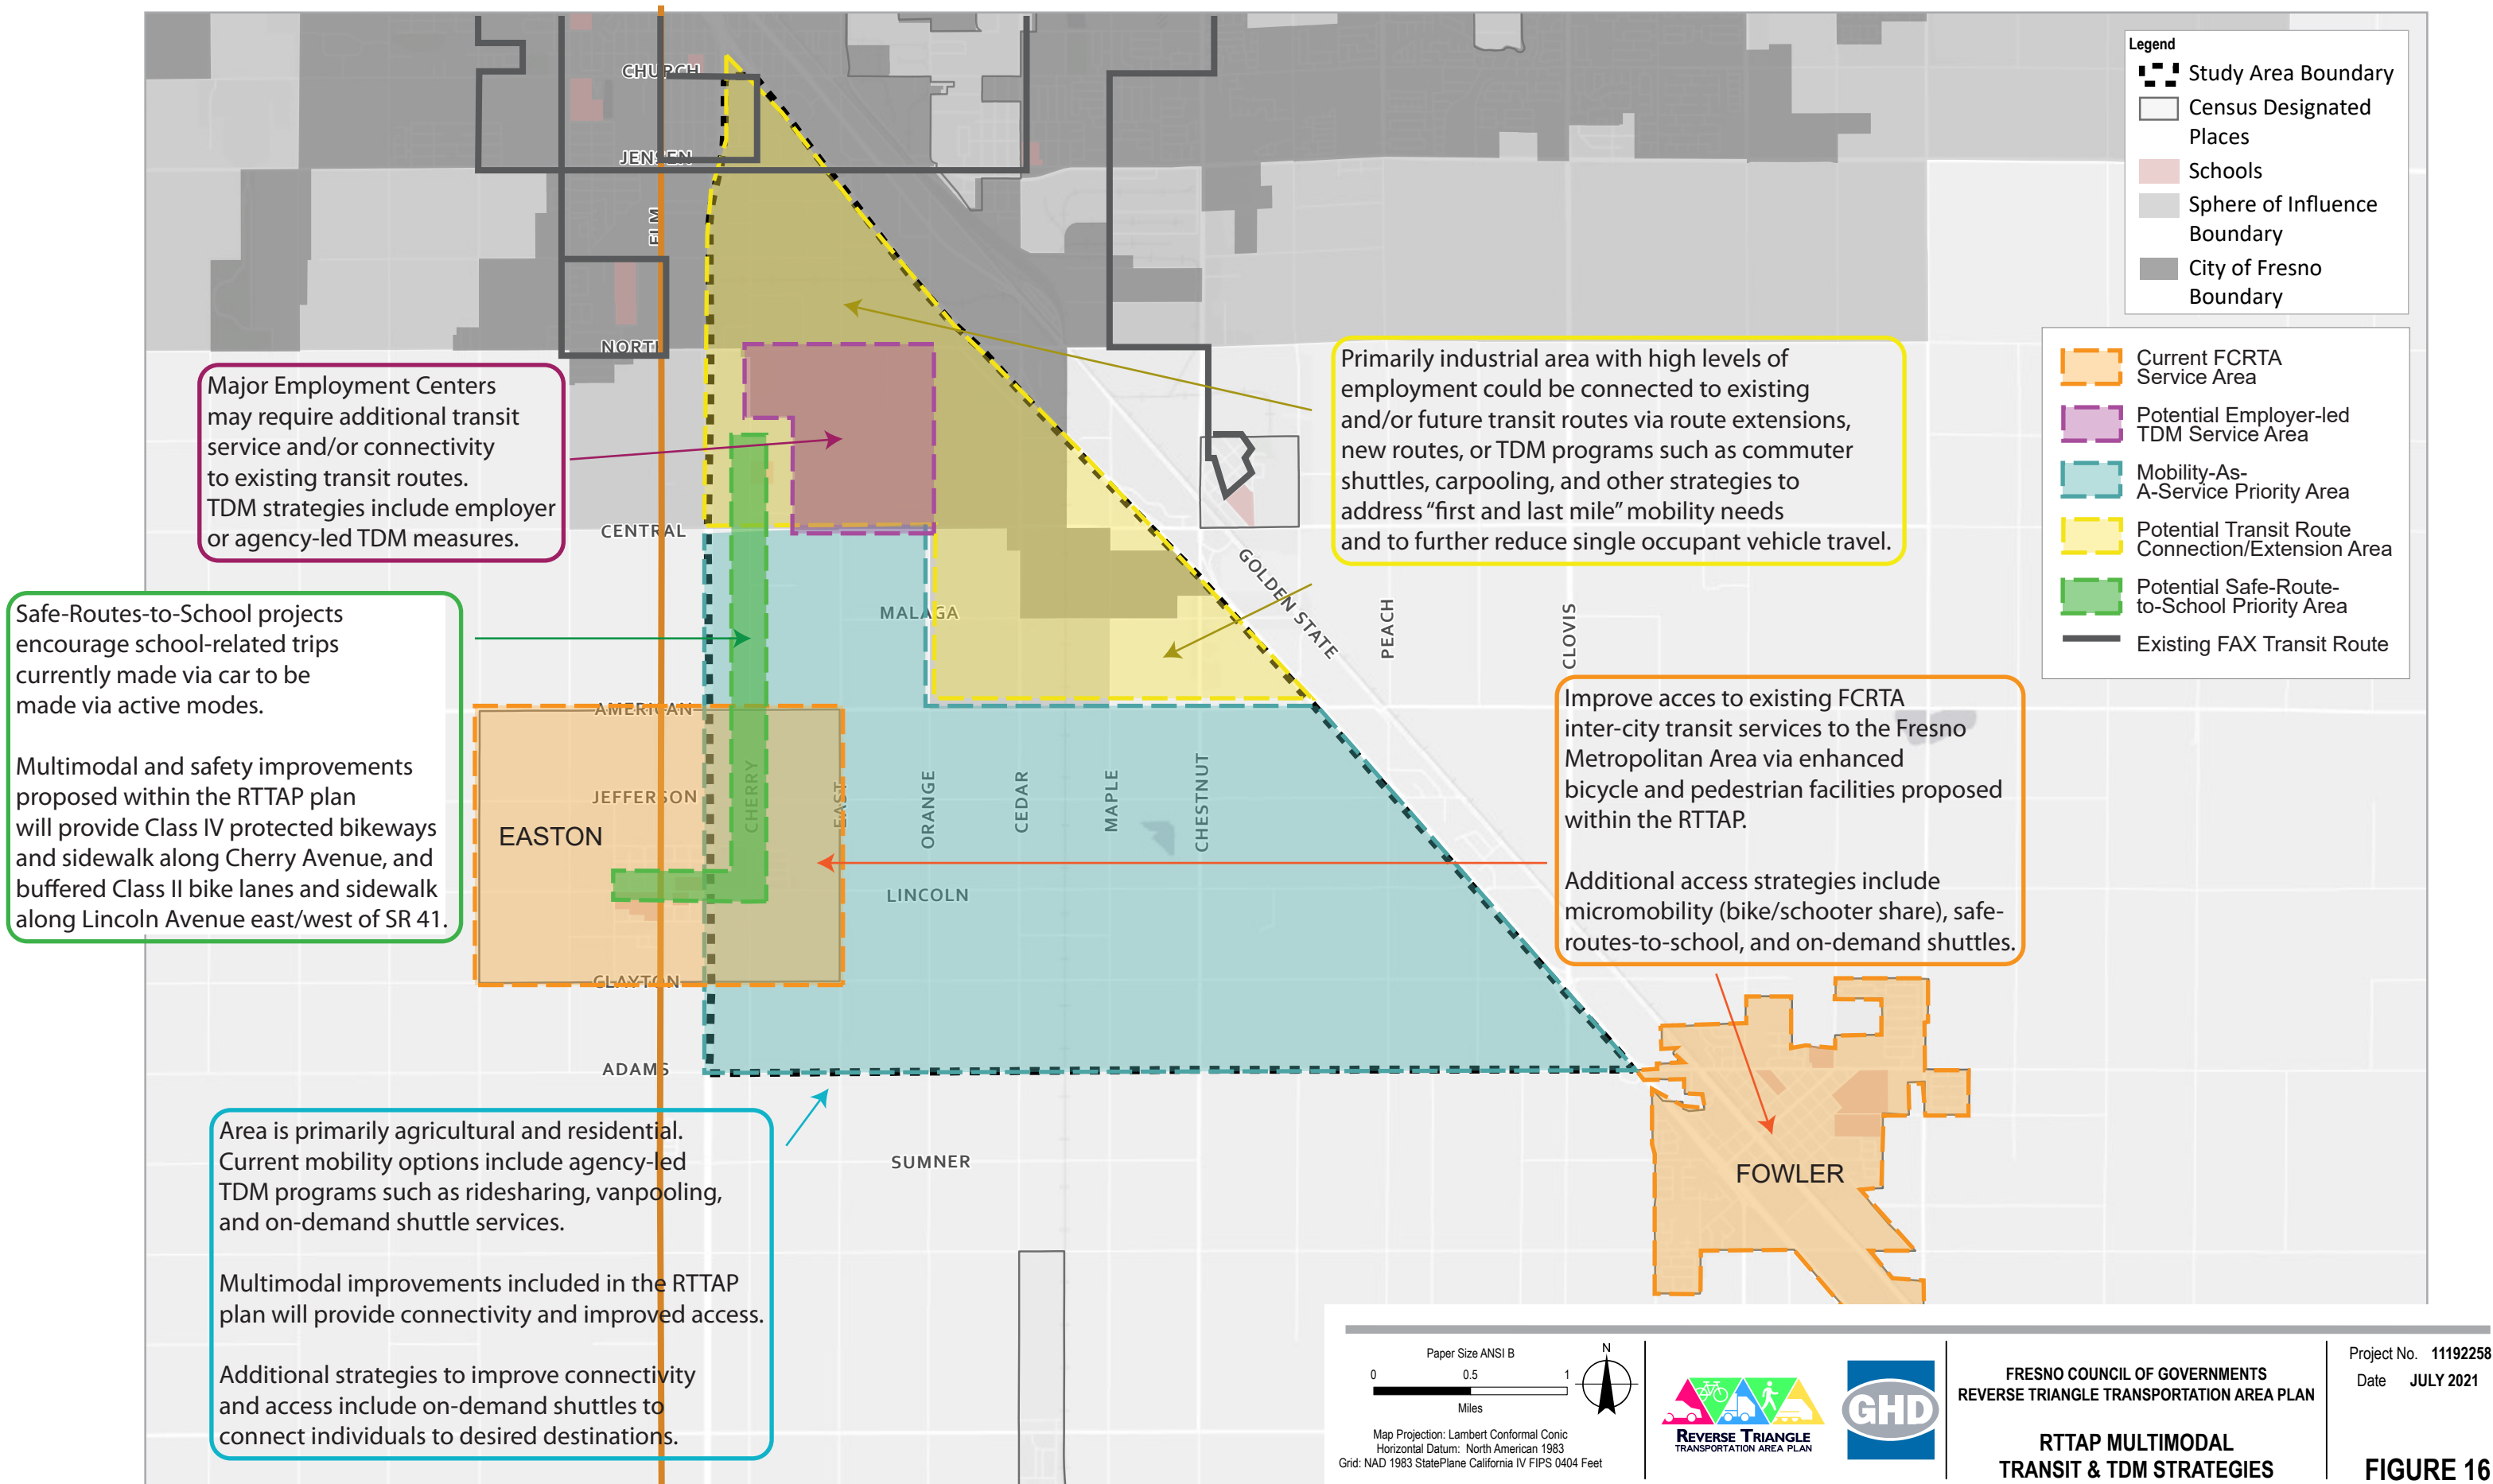 Legend
Study Area Boundary
Census Designated
Places
Schools
Sphere of Influence
Boundary
City of Fresno
Boundary
Current FCRTA
Service Area
Potential Employer-led
TDM Service Area
Mobility-As-
A-Service Priority Area
Potential Transit Route
Connection/Extension Area
Potential Safe-Route-
to-School Priority Area
Existing FAX Transit Route
CHURCH
JENSEN
ELM
NORTH
CENTRAL
MALAGA
AMERICAN
JEFFERSON
EASTON
CHERRY
EAST
ORANGE
CEDAR
MAPLE
CHESTNUT
GOLDEN STATE
PEACH
CLOVIS
LINCOLN
CLAYTON
ADAMS
SUMNER
FOWLER
Major Employment Centers
may require additional transit
service and/or connectivity
to existing transit routes.
TDM strategies include employer
or agency-led TDM measures.
Primarily industrial area with high levels of
employment could be connected to existing
and/or future transit routes via route extensions,
new routes, or TDM programs such as commuter
shuttles, carpooling, and other strategies to
address “first and last mile” mobility needs
and to further reduce single occupant vehicle travel.
Safe-Routes-to-School projects
encourage school-related trips
currently made via car to be
made via active modes.
Multimodal and safety improvements
proposed within the RTTAP plan
will provide Class IV protected bikeways
and sidewalk along Cherry Avenue, and
buffered Class II bike lanes and sidewalk
along Lincoln Avenue east/west of SR 41.
Improve acces to existing FCRTA
inter-city transit services to the Fresno
Metropolitan Area via enhanced
bicycle and pedestrian facilities proposed
within the RTTAP.
Additional access strategies include
micromobility (bike/schooter share), safe-
routes-to-school, and on-demand shuttles.
Area is primarily agricultural and residential.
Current mobility options include agency-led
TDM programs such as ridesharing, vanpooling,
and on-demand shuttle services.
Multimodal improvements included in the RTTAP
plan will provide connectivity and improved access.
Additional strategies to improve connectivity
and access include on-demand shuttles to
connect individuals to desired destinations.
Paper Size ANSI B
0 0.5 1
Miles
N
Map Projection: Lambert Conformal Conic
Horizontal Datum: North American 1983
Grid: NAD 1983 StatePlane California IV FIPS 0404 Feet
REVERSE TRIANGLE
TRANSPORTATION AREA PLAN
GHD
FRESNO COUNCIL OF GOVERNMENTS
REVERSE TRIANGLE TRANSPORTATION AREA PLAN
RTTAP MULTIMODAL
TRANSIT & TDM STRATEGIES
Project No. 11192258
Date JULY 2021
FIGURE 16